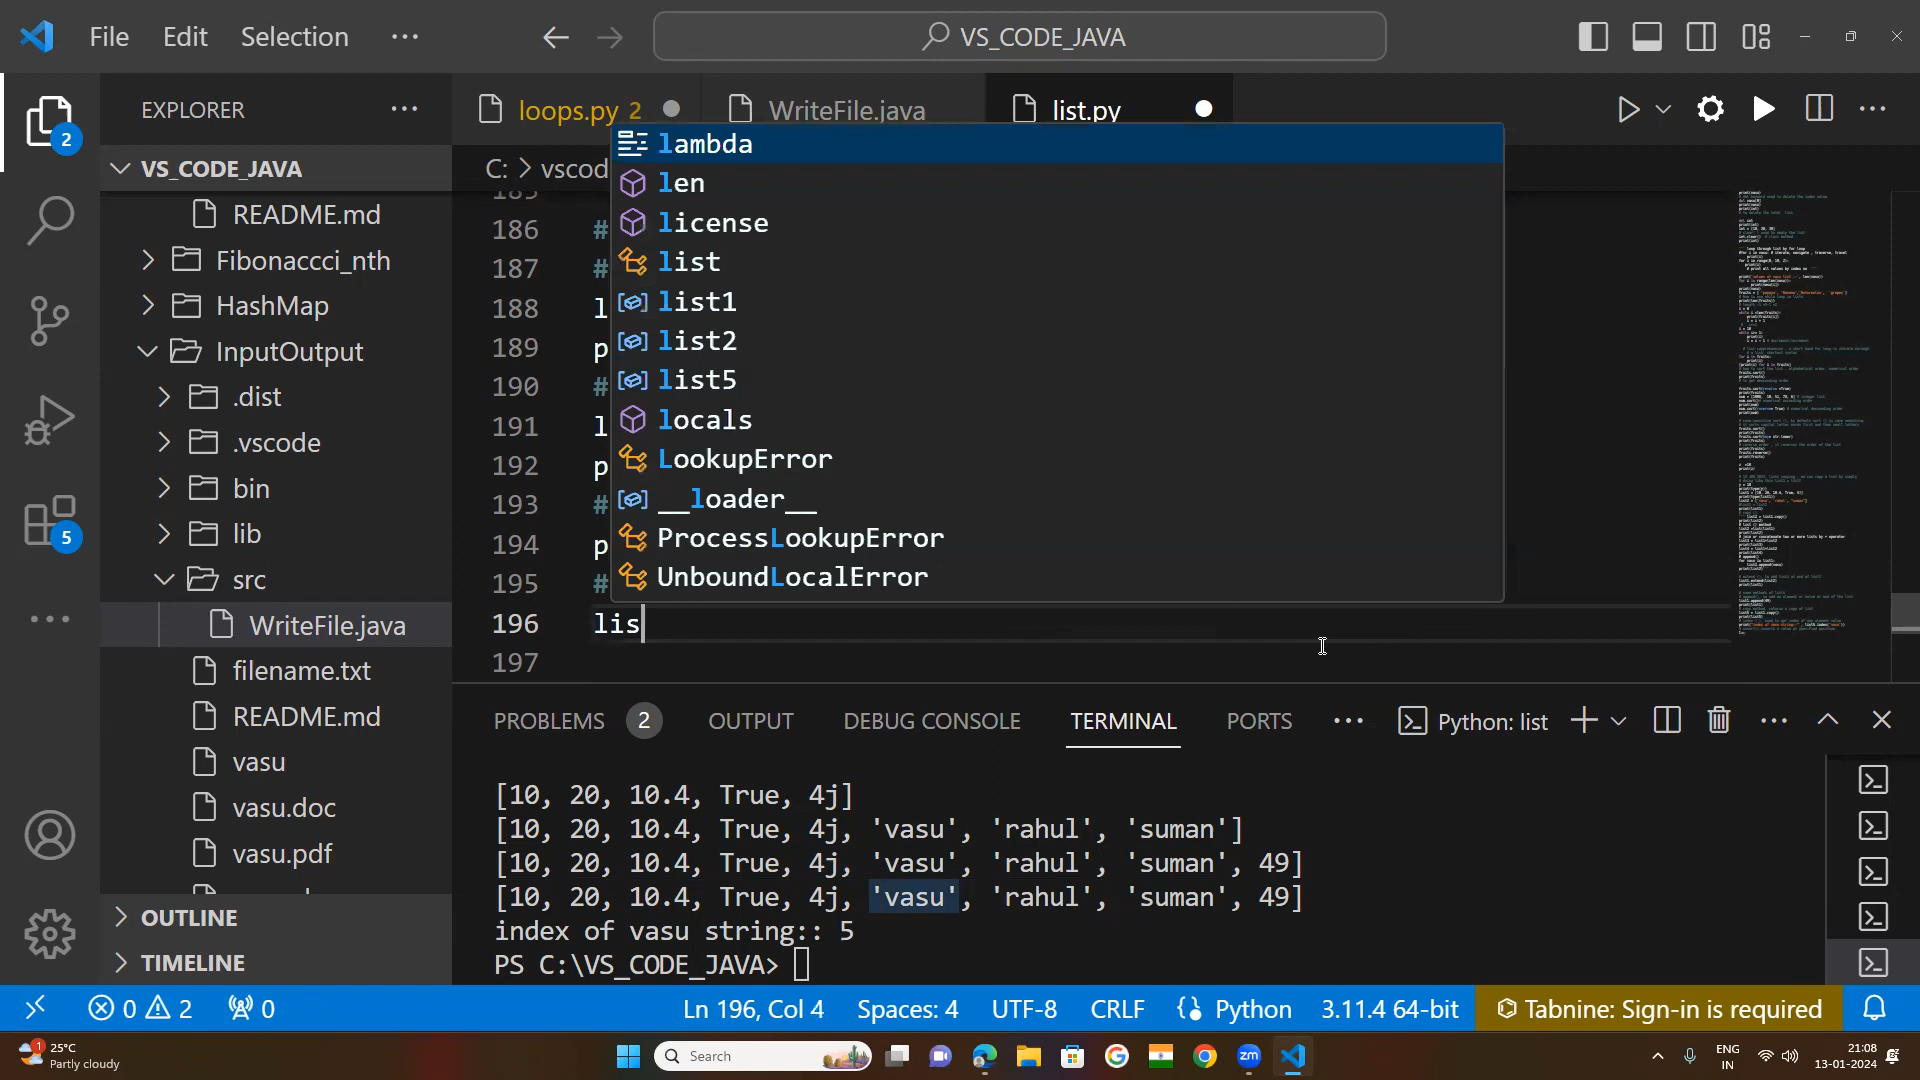 File Edit Selection ··· VS_CODE_JAVA
EXPLORER ···
VS_CODE_JAVA
README.md
Fibonaccci_nth
HashMap
InputOutput
.dist
.vscode
bin
lib
src
WriteFile.java
filename.txt
README.md
vasu
vasu.doc
vasu.pdf
OUTLINE
TIMELINE
2
5
loops.py 2 WriteFile.java list.py
C: > vscod
185
186 #
187 #
188 l
189 p
190 #
191 l
192 p
193 #
194 p
195 #
196 lis
197
lambda
len
license
list
list1
list2
list5
locals
LookupError
__loader__
ProcessLookupError
UnboundLocalError
PROBLEMS 2 OUTPUT DEBUG CONSOLE TERMINAL PORTS ··· Python: list
[10, 20, 10.4, True, 4j]
[10, 20, 10.4, True, 4j, 'vasu', 'rahul', 'suman']
[10, 20, 10.4, True, 4j, 'vasu', 'rahul', 'suman', 49]
[10, 20, 10.4, True, 4j, 'vasu', 'rahul', 'suman', 49]
index of vasu string:: 5
PS C:\VS_CODE_JAVA>
0 2 0 Ln 196, Col 4 Spaces: 4 UTF-8 CRLF Python 3.11.4 64-bit Tabnine: Sign-in is required
1 25°C
Partly cloudy
Search
zm
ENG
IN
21:08
13-01-2024